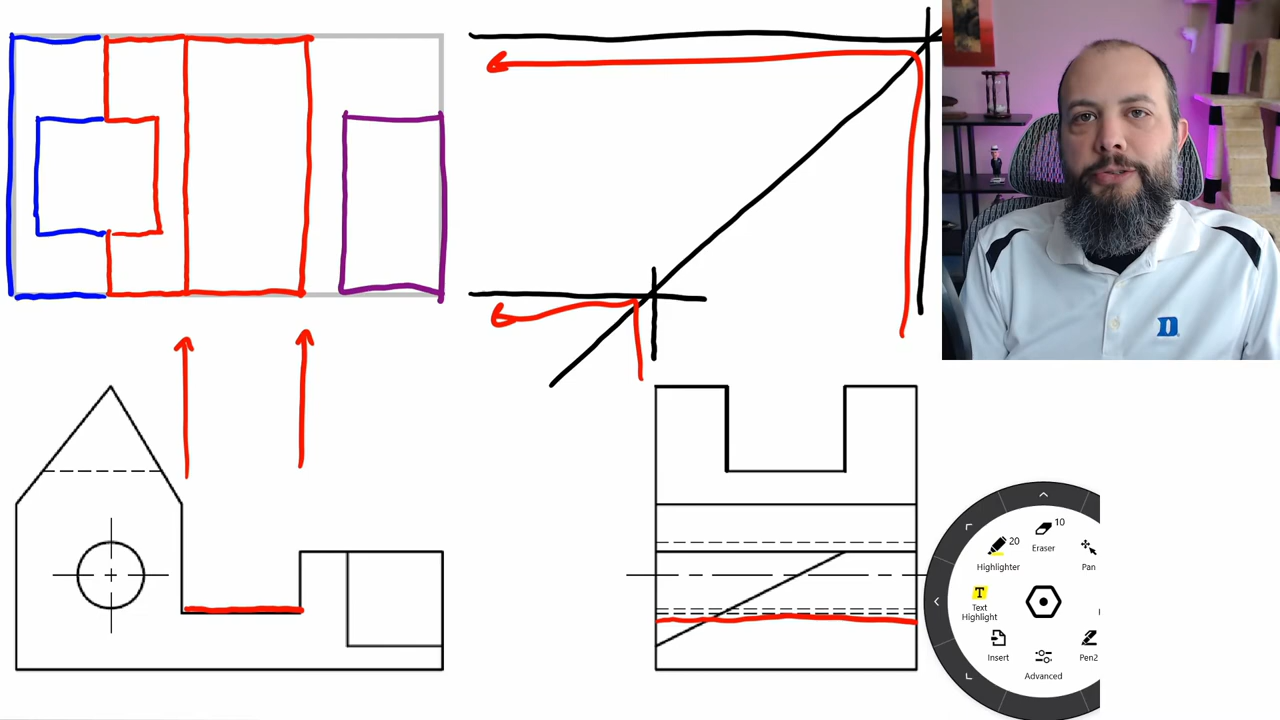 D
20
10
Eraser
Highlighter
Pan
T
Text
Highlight
Insert
Pen2
Advanced